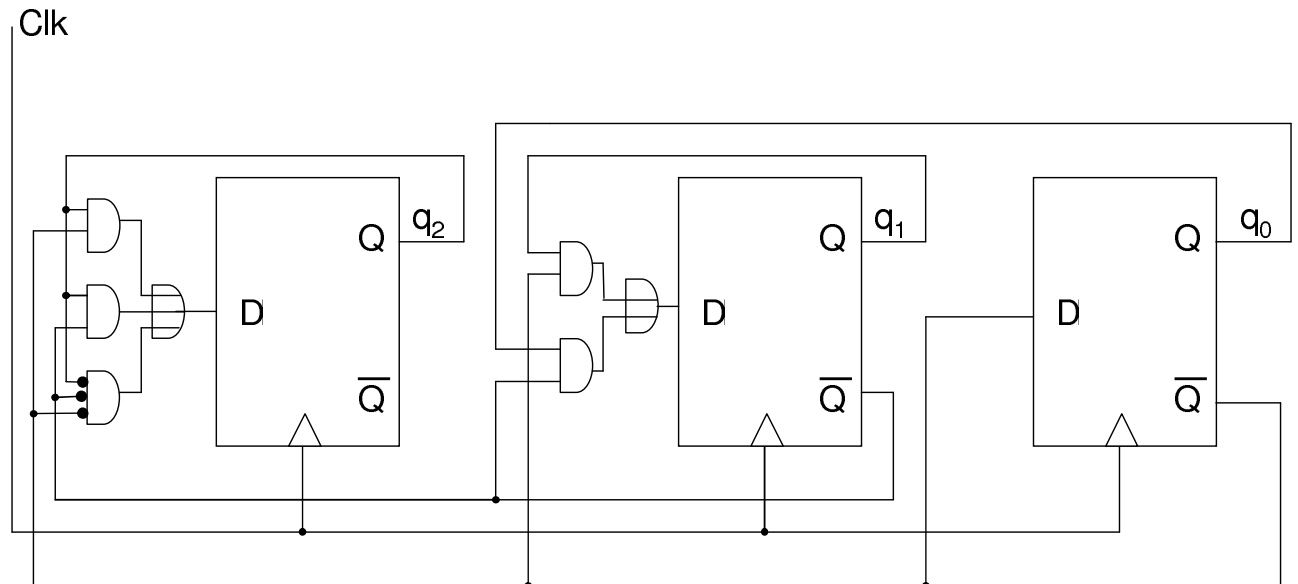 Clk
q₂ q₁ q₀
Q Q Q
D D D
Q̅ Q̅ Q̅